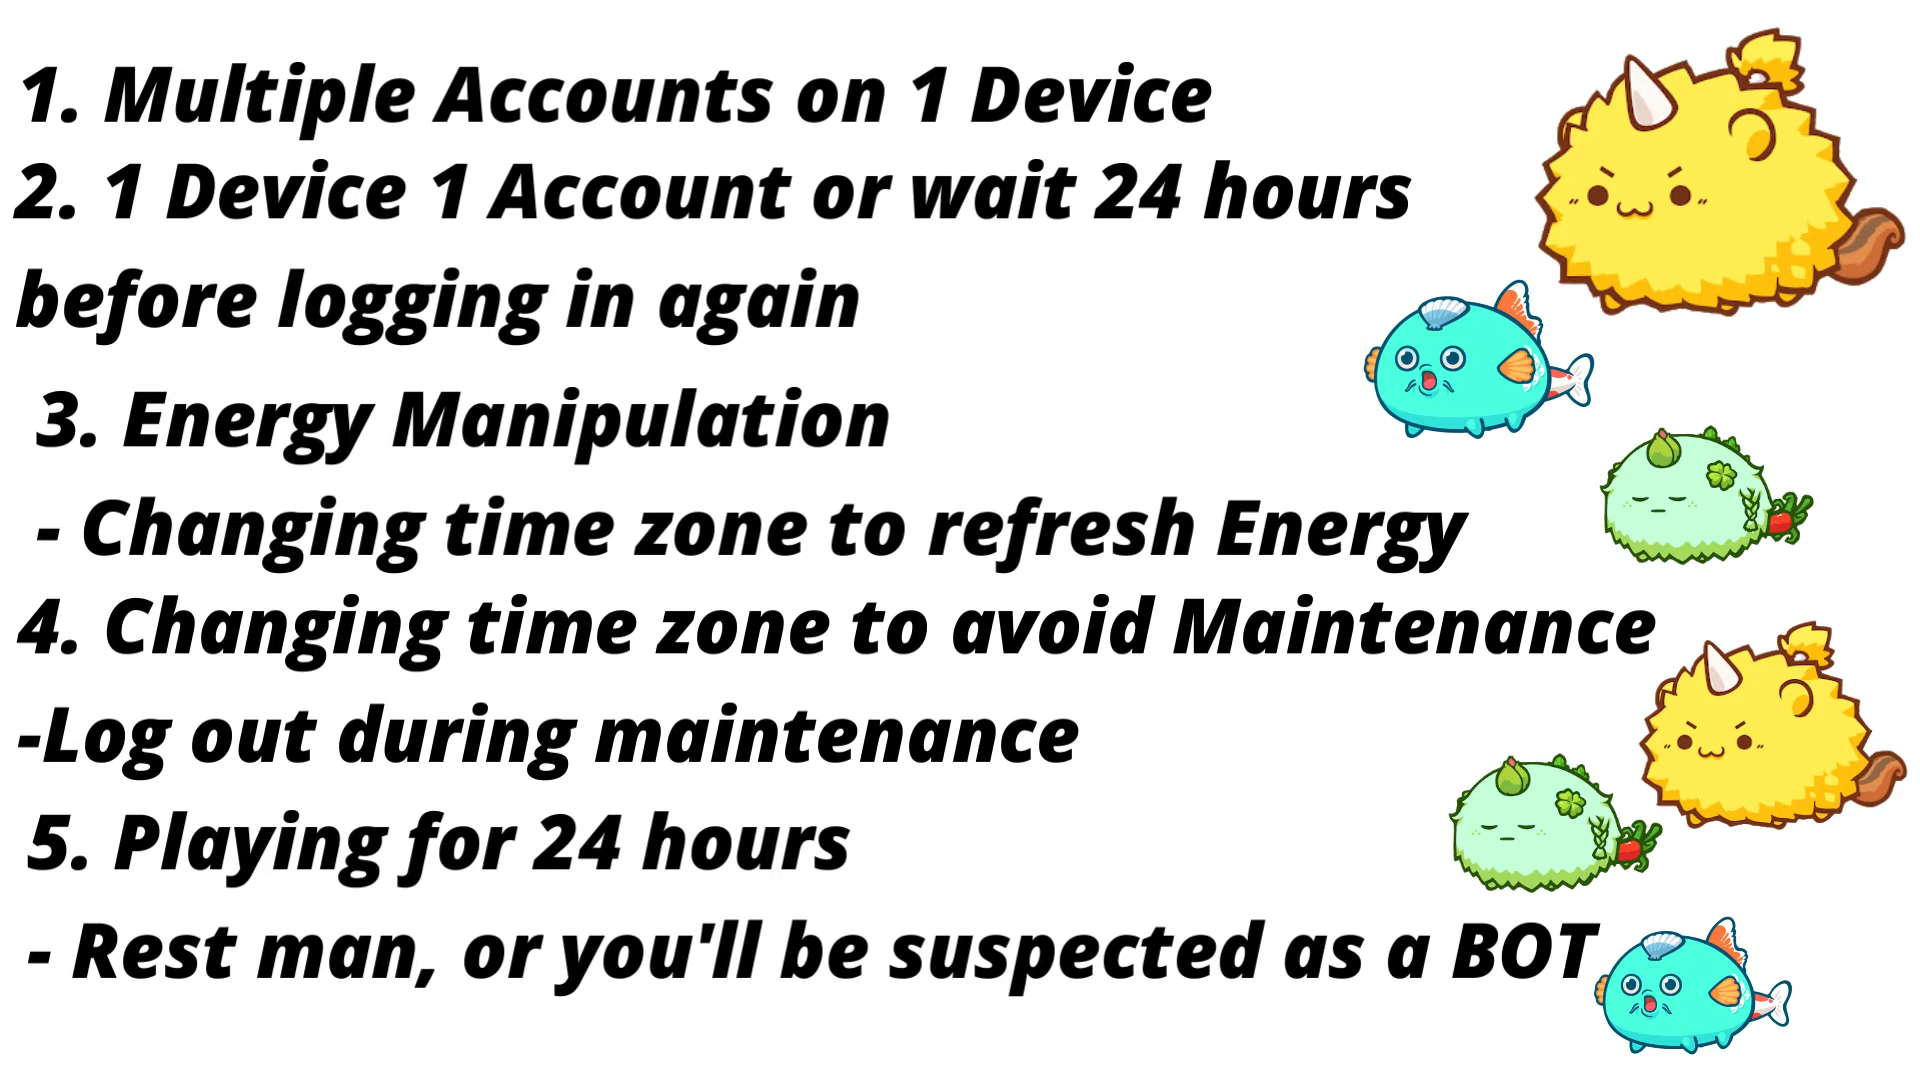 1. Multiple Accounts on 1 Device
2. 1 Device 1 Account or wait 24 hours
before logging in again
3. Energy Manipulation
- Changing time zone to refresh Energy
4. Changing time zone to avoid Maintenance
-Log out during maintenance
5. Playing for 24 hours
- Rest man, or you'll be suspected as a BOT